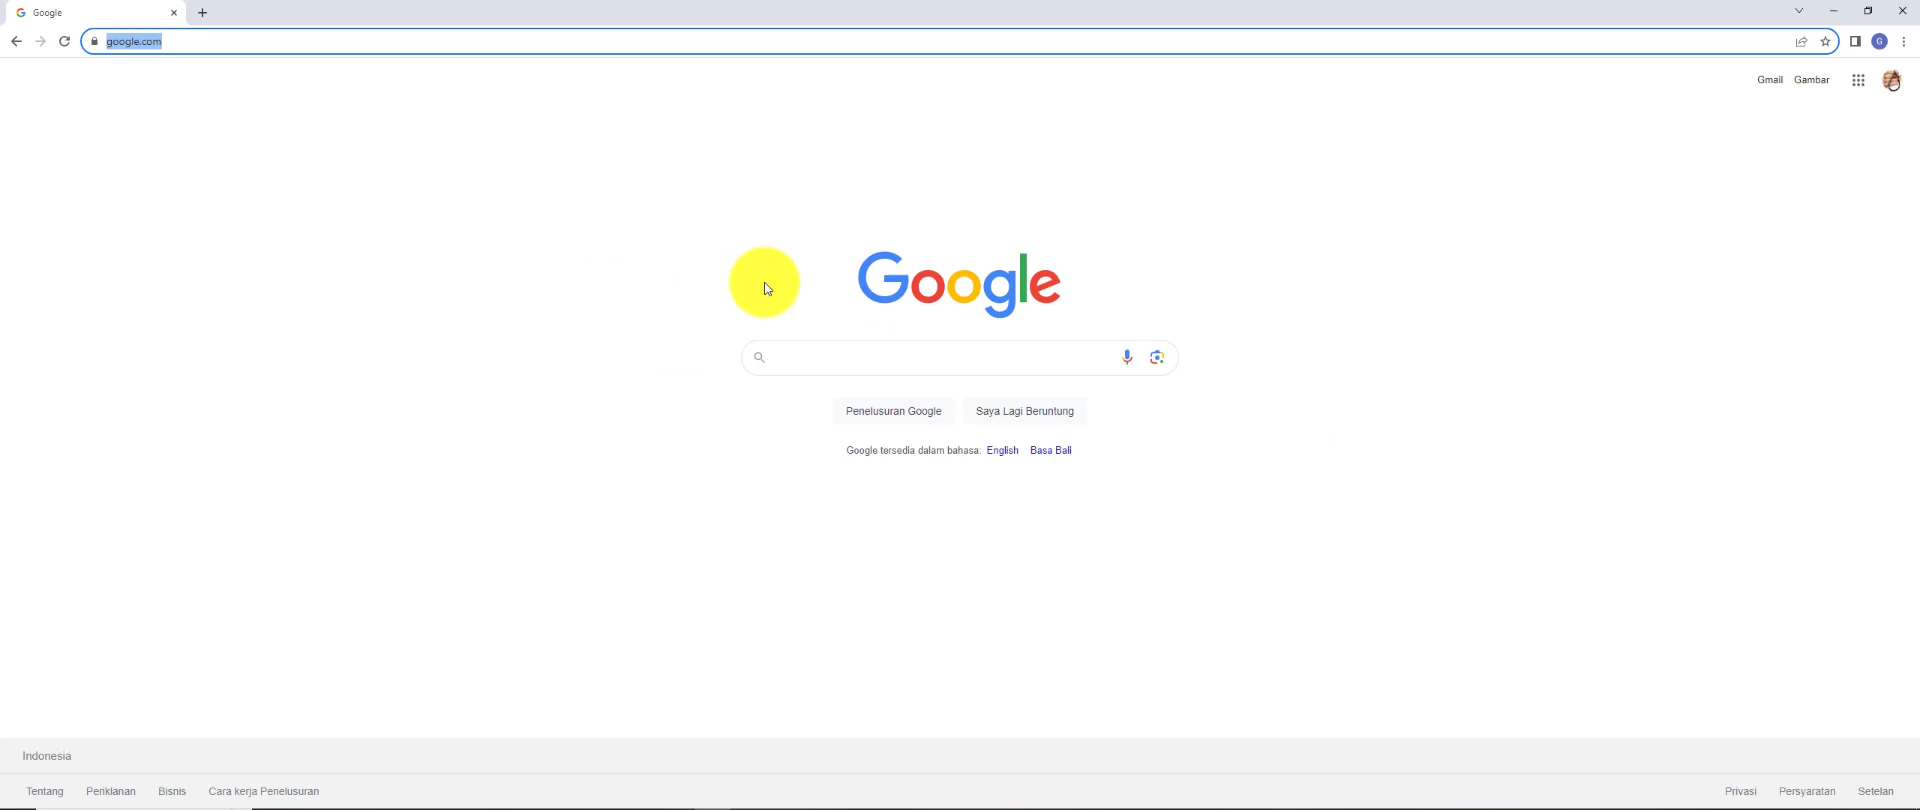 Google
google.com
G
Gmail Gambar
Google
Penelusuran Google Saya Lagi Beruntung
Google tersedia dalam bahasa: English Basa Bali
Indonesia
Tentang Periklanan Bisnis Cara kerja Penelusuran Privasi Persyaratan Setelan